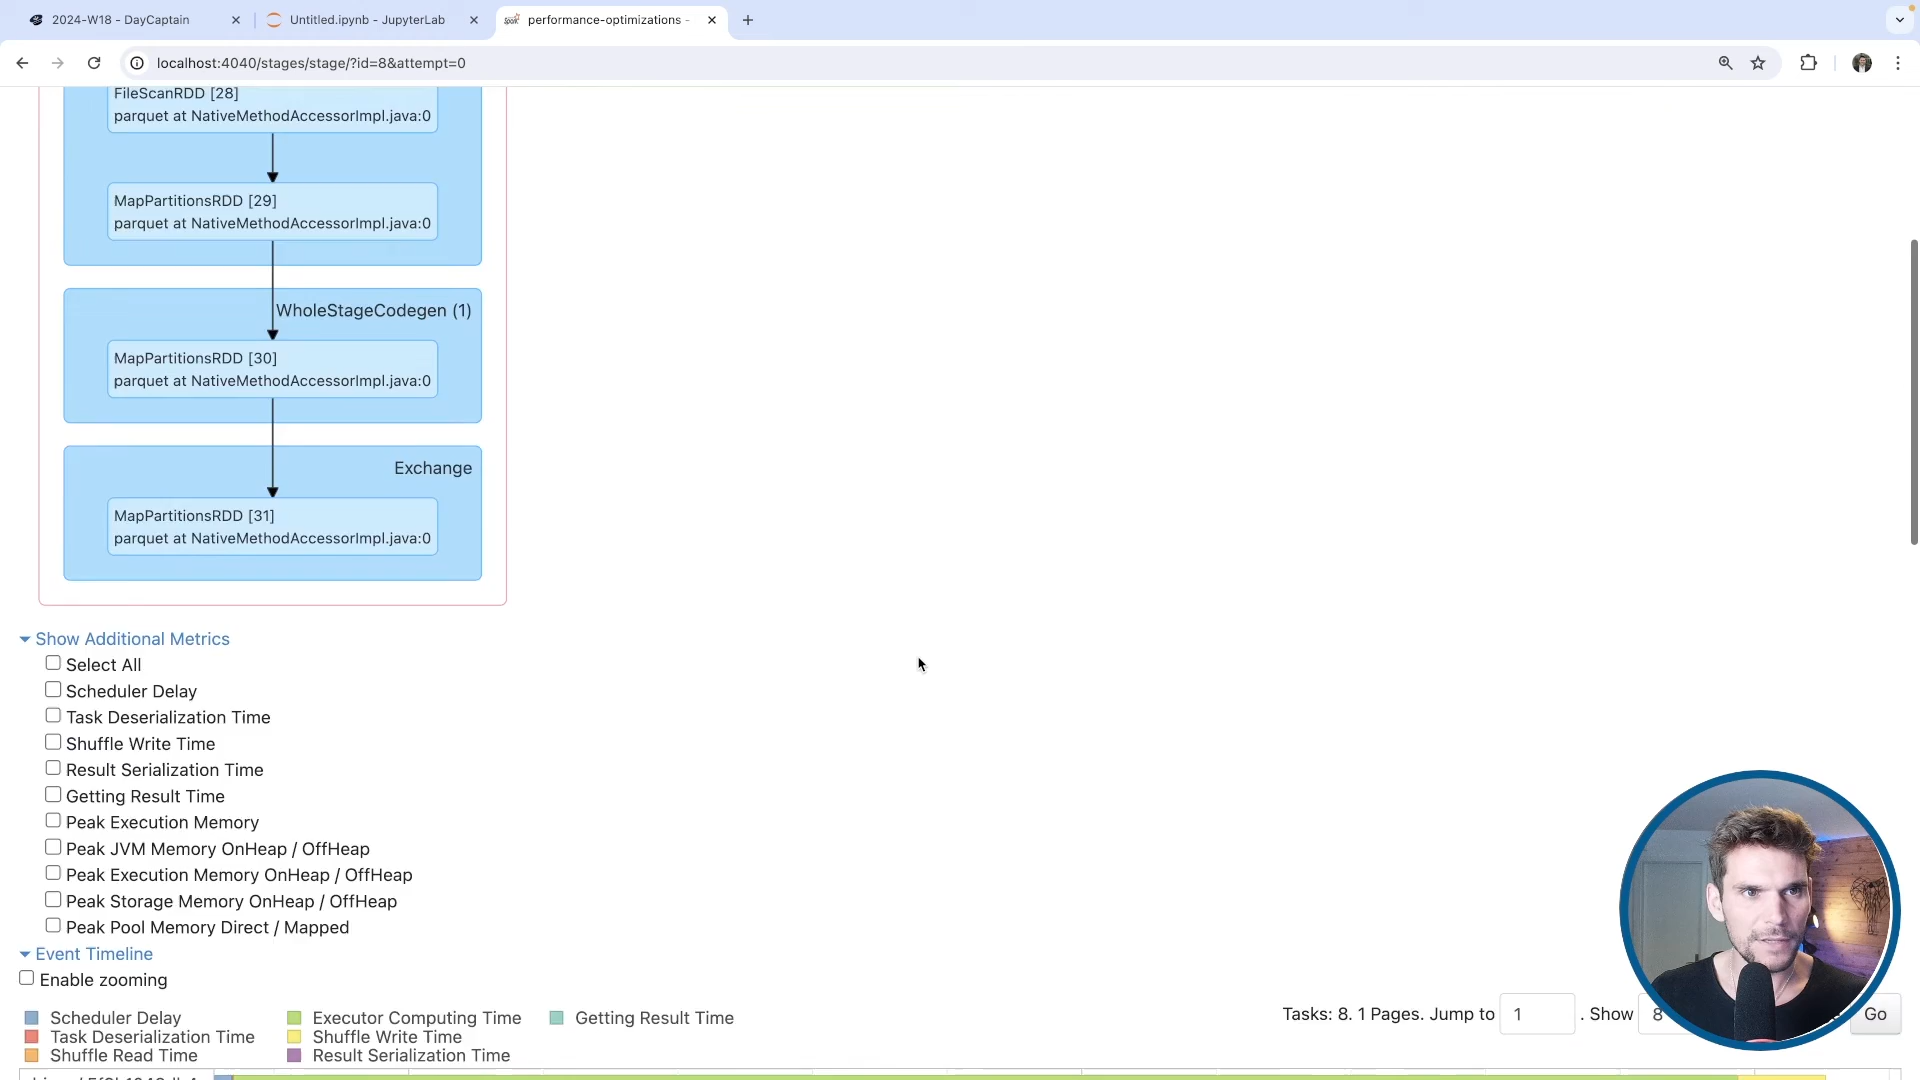 2024-W18 - DayCaptain
Untitled.ipynb - JupyterLab
performance-optimizations -
localhost:4040/stages/stage/?id=8&attempt=0
FileScanRDD [28]
parquet at NativeMethodAccessorImpl.java:0
MapPartitionsRDD [29]
parquet at NativeMethodAccessorImpl.java:0
WholeStageCodegen (1)
MapPartitionsRDD [30]
parquet at NativeMethodAccessorImpl.java:0
Exchange
MapPartitionsRDD [31]
parquet at NativeMethodAccessorImpl.java:0
Show Additional Metrics
Select All
Scheduler Delay
Task Deserialization Time
Shuffle Write Time
Result Serialization Time
Getting Result Time
Peak Execution Memory
Peak JVM Memory OnHeap / OffHeap
Peak Execution Memory OnHeap / OffHeap
Peak Storage Memory OnHeap / OffHeap
Peak Pool Memory Direct / Mapped
Event Timeline
Enable zooming
Tasks: 8. 1 Pages. Jump to 1 . Show 8 Go
Scheduler Delay Executor Computing Time Getting Result Time
Task Deserialization Time Shuffle Write Time
Shuffle Read Time Result Serialization Time